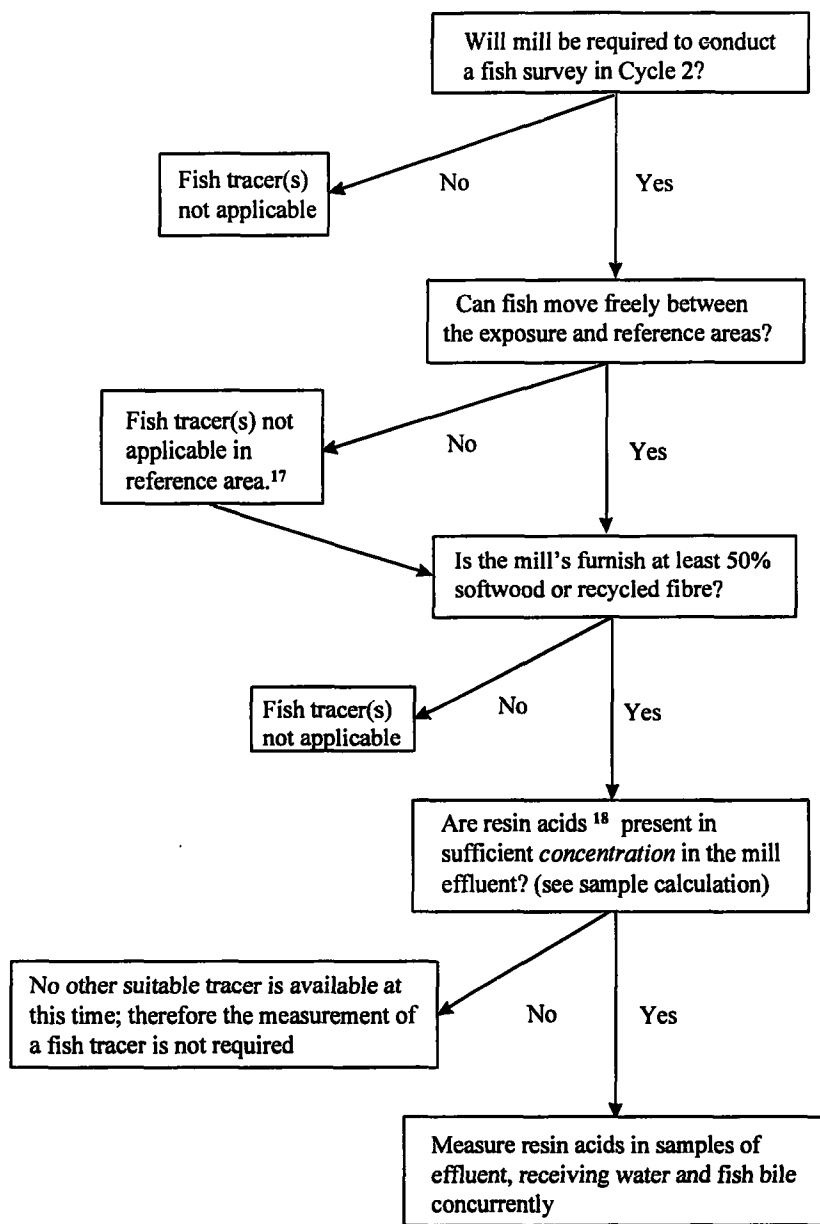 Will mill be required to conduct
a fish survey in Cycle 2?
Fish tracer(s)
not applicable
No
Yes
Can fish move freely between
the exposure and reference areas?
Fish tracer(s) not
applicable in
reference area.17
No
Yes
Is the mill's furnish at least 50%
softwood or recycled fibre?
Fish tracer(s)
not applicable
No
Yes
Are resin acids 18 present in
sufficient concentration in the mill
effluent? (see sample calculation)
No other suitable tracer is available at
this time; therefore the measurement of
a fish tracer is not required
No
Yes
Measure resin acids in samples of
effluent, receiving water and fish bile
concurrently